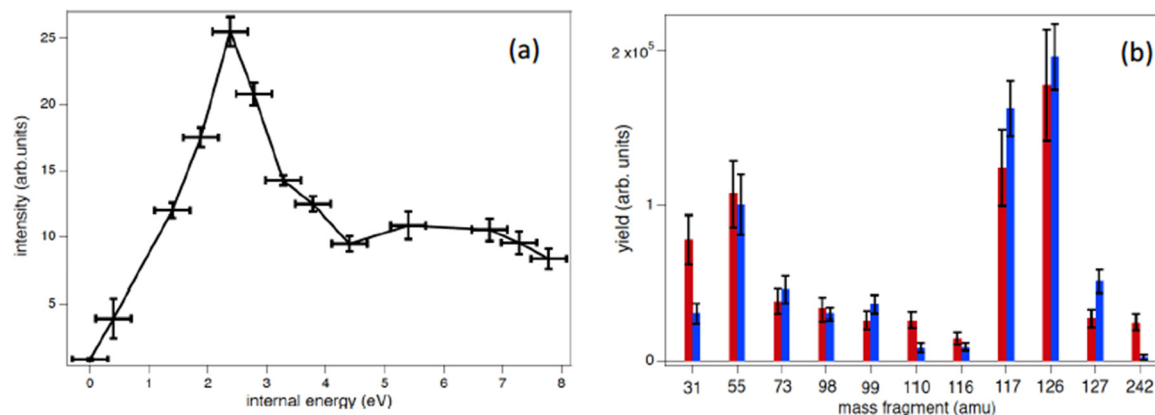 (a)
intensity (arb.units)
25
20
15
10
5
0 1 2 3 4 5 6 7 8
internal energy (eV)
(b)
yield (arb. units)
2 x10⁵
1
0
31 55 73 98 99 110 116 117 126 127 242
mass fragment (amu)